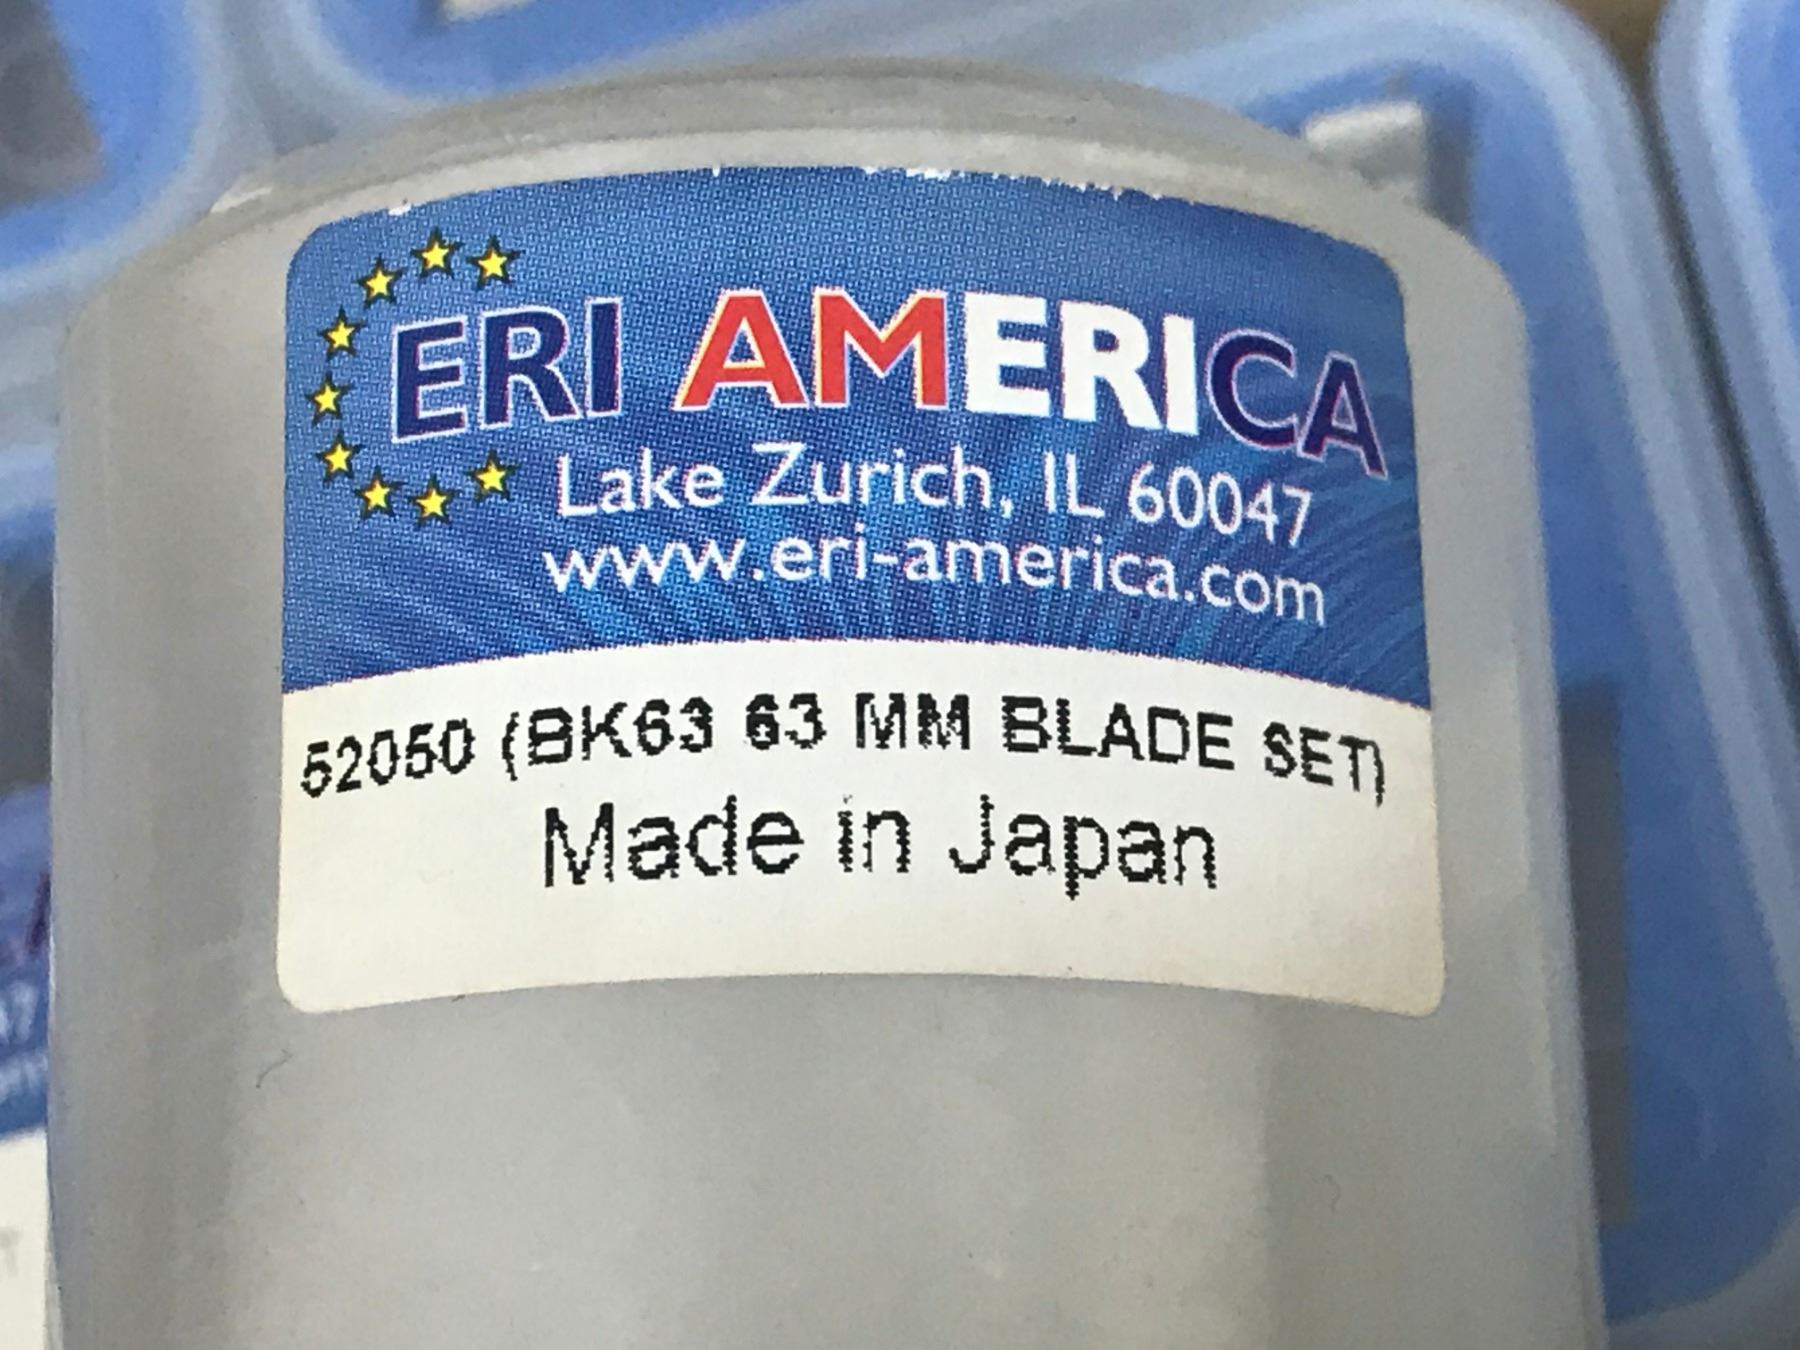 ERI AMERICA
Lake Zurich, IL 60047
www.eri-america.com
52050 (BK63 63 MM BLADE SET)
Made in Japan